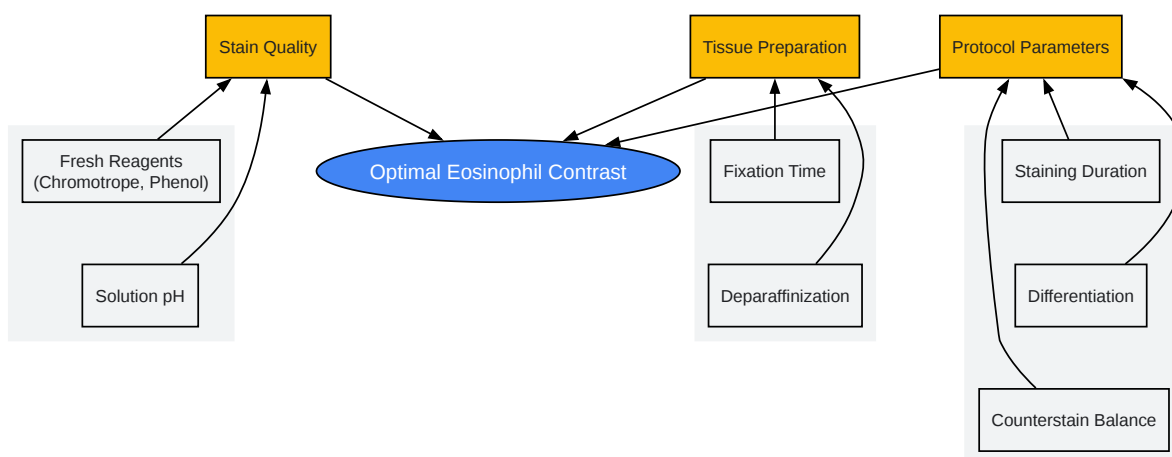 Stain Quality
Tissue Preparation
Protocol Parameters
Fresh Reagents
(Chromotrope, Phenol)
Optimal Eosinophil Contrast
Fixation Time
Staining Duration
Solution pH
Deparaffinization
Differentiation
Counterstain Balance